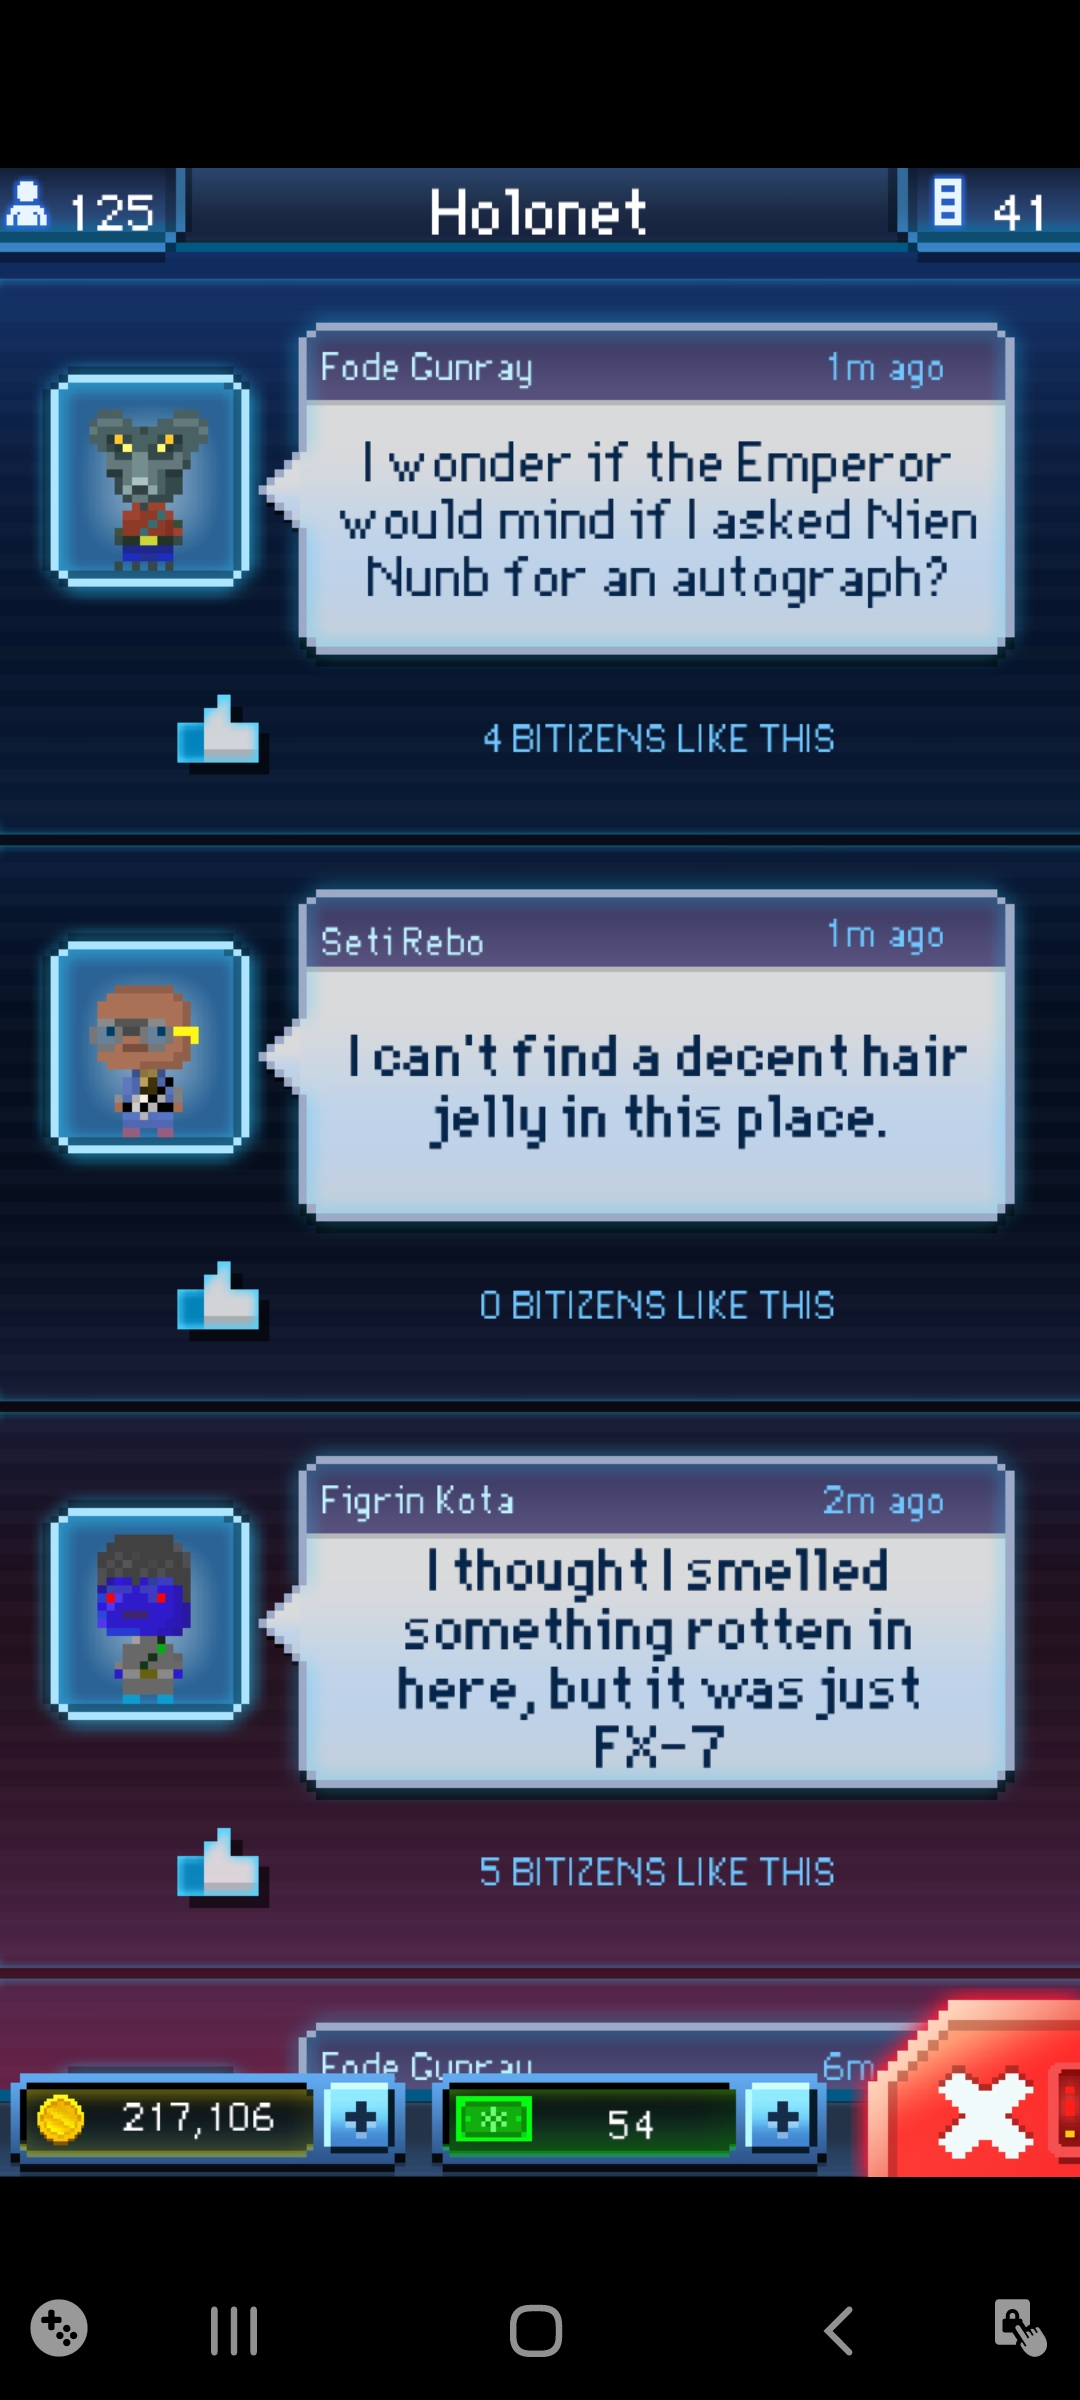 125
Holonet
41
Fode Gunray
1m ago
I wonder if the Emperor
would mind if I asked Nien
Nunb for an autograph?
4 BITIZENS LIKE THIS
Seti Rebo
1m ago
I can't find a decent hair
jelly in this place.
0 BITIZENS LIKE THIS
Figrin Kota
2m ago
I thought I smelled
something rotten in
here, but it was just
FX-7
5 BITIZENS LIKE THIS
Fode Gunray
6m
217,106
54